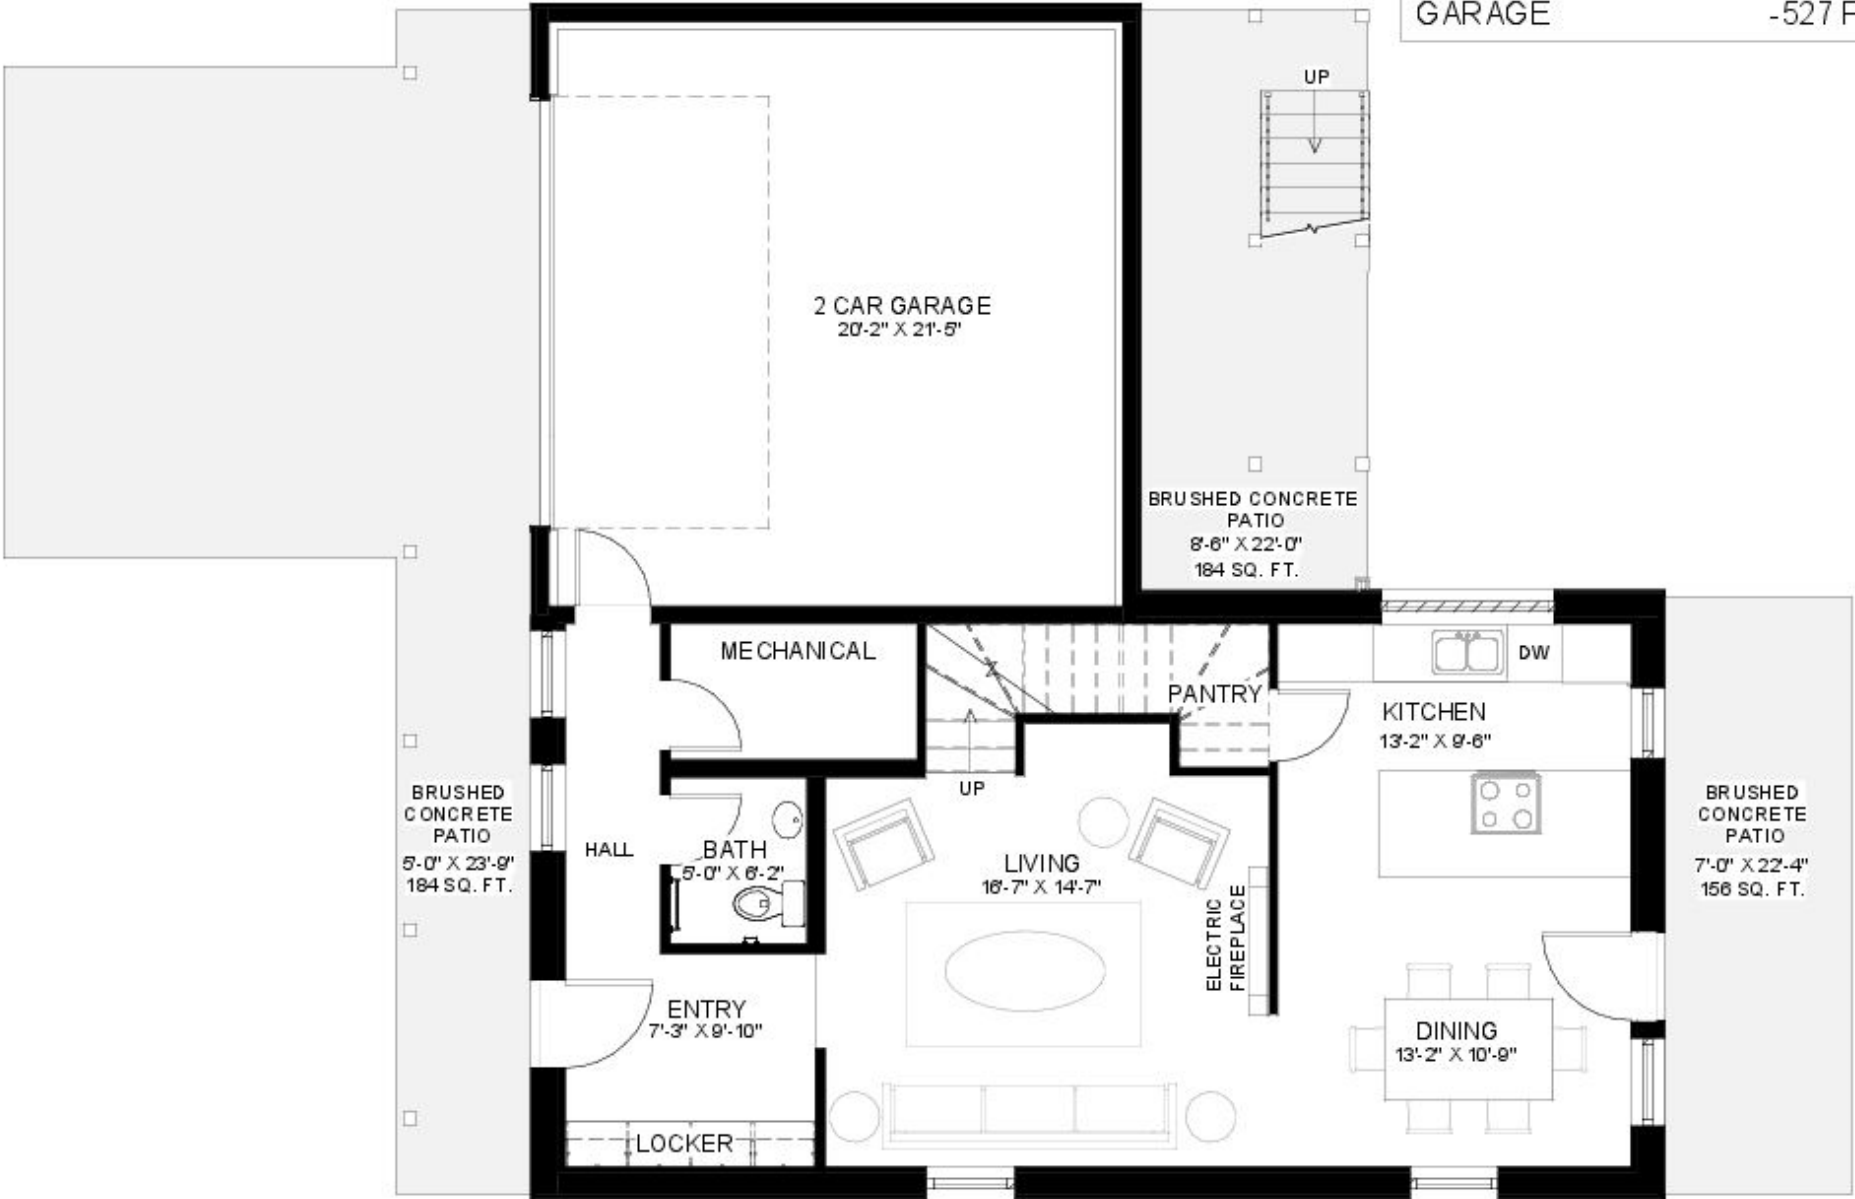 GARAGE -527 F
UP
2 CAR GARAGE
20'-2" X 21'-5"
BRUSHED CONCRETE
PATIO
8'-6" X 22'-0"
184 SQ. FT.
MECHANICAL
DW
PANTRY
KITCHEN
13'-2" X 9'-6"
UP
BRUSHED
CONCRETE
PATIO
5'-0" X 23'-9"
184 SQ. FT.
HALL
BATH
5'-0" X 6'-2"
LIVING
16'-7" X 14'-7"
ELECTRIC
FIREPLACE
BRUSHED
CONCRETE
PATIO
7'-0" X 22'-4"
156 SQ. FT.
ENTRY
7'-3" X 9'-10"
DINING
13'-2" X 10'-9"
LOCKER